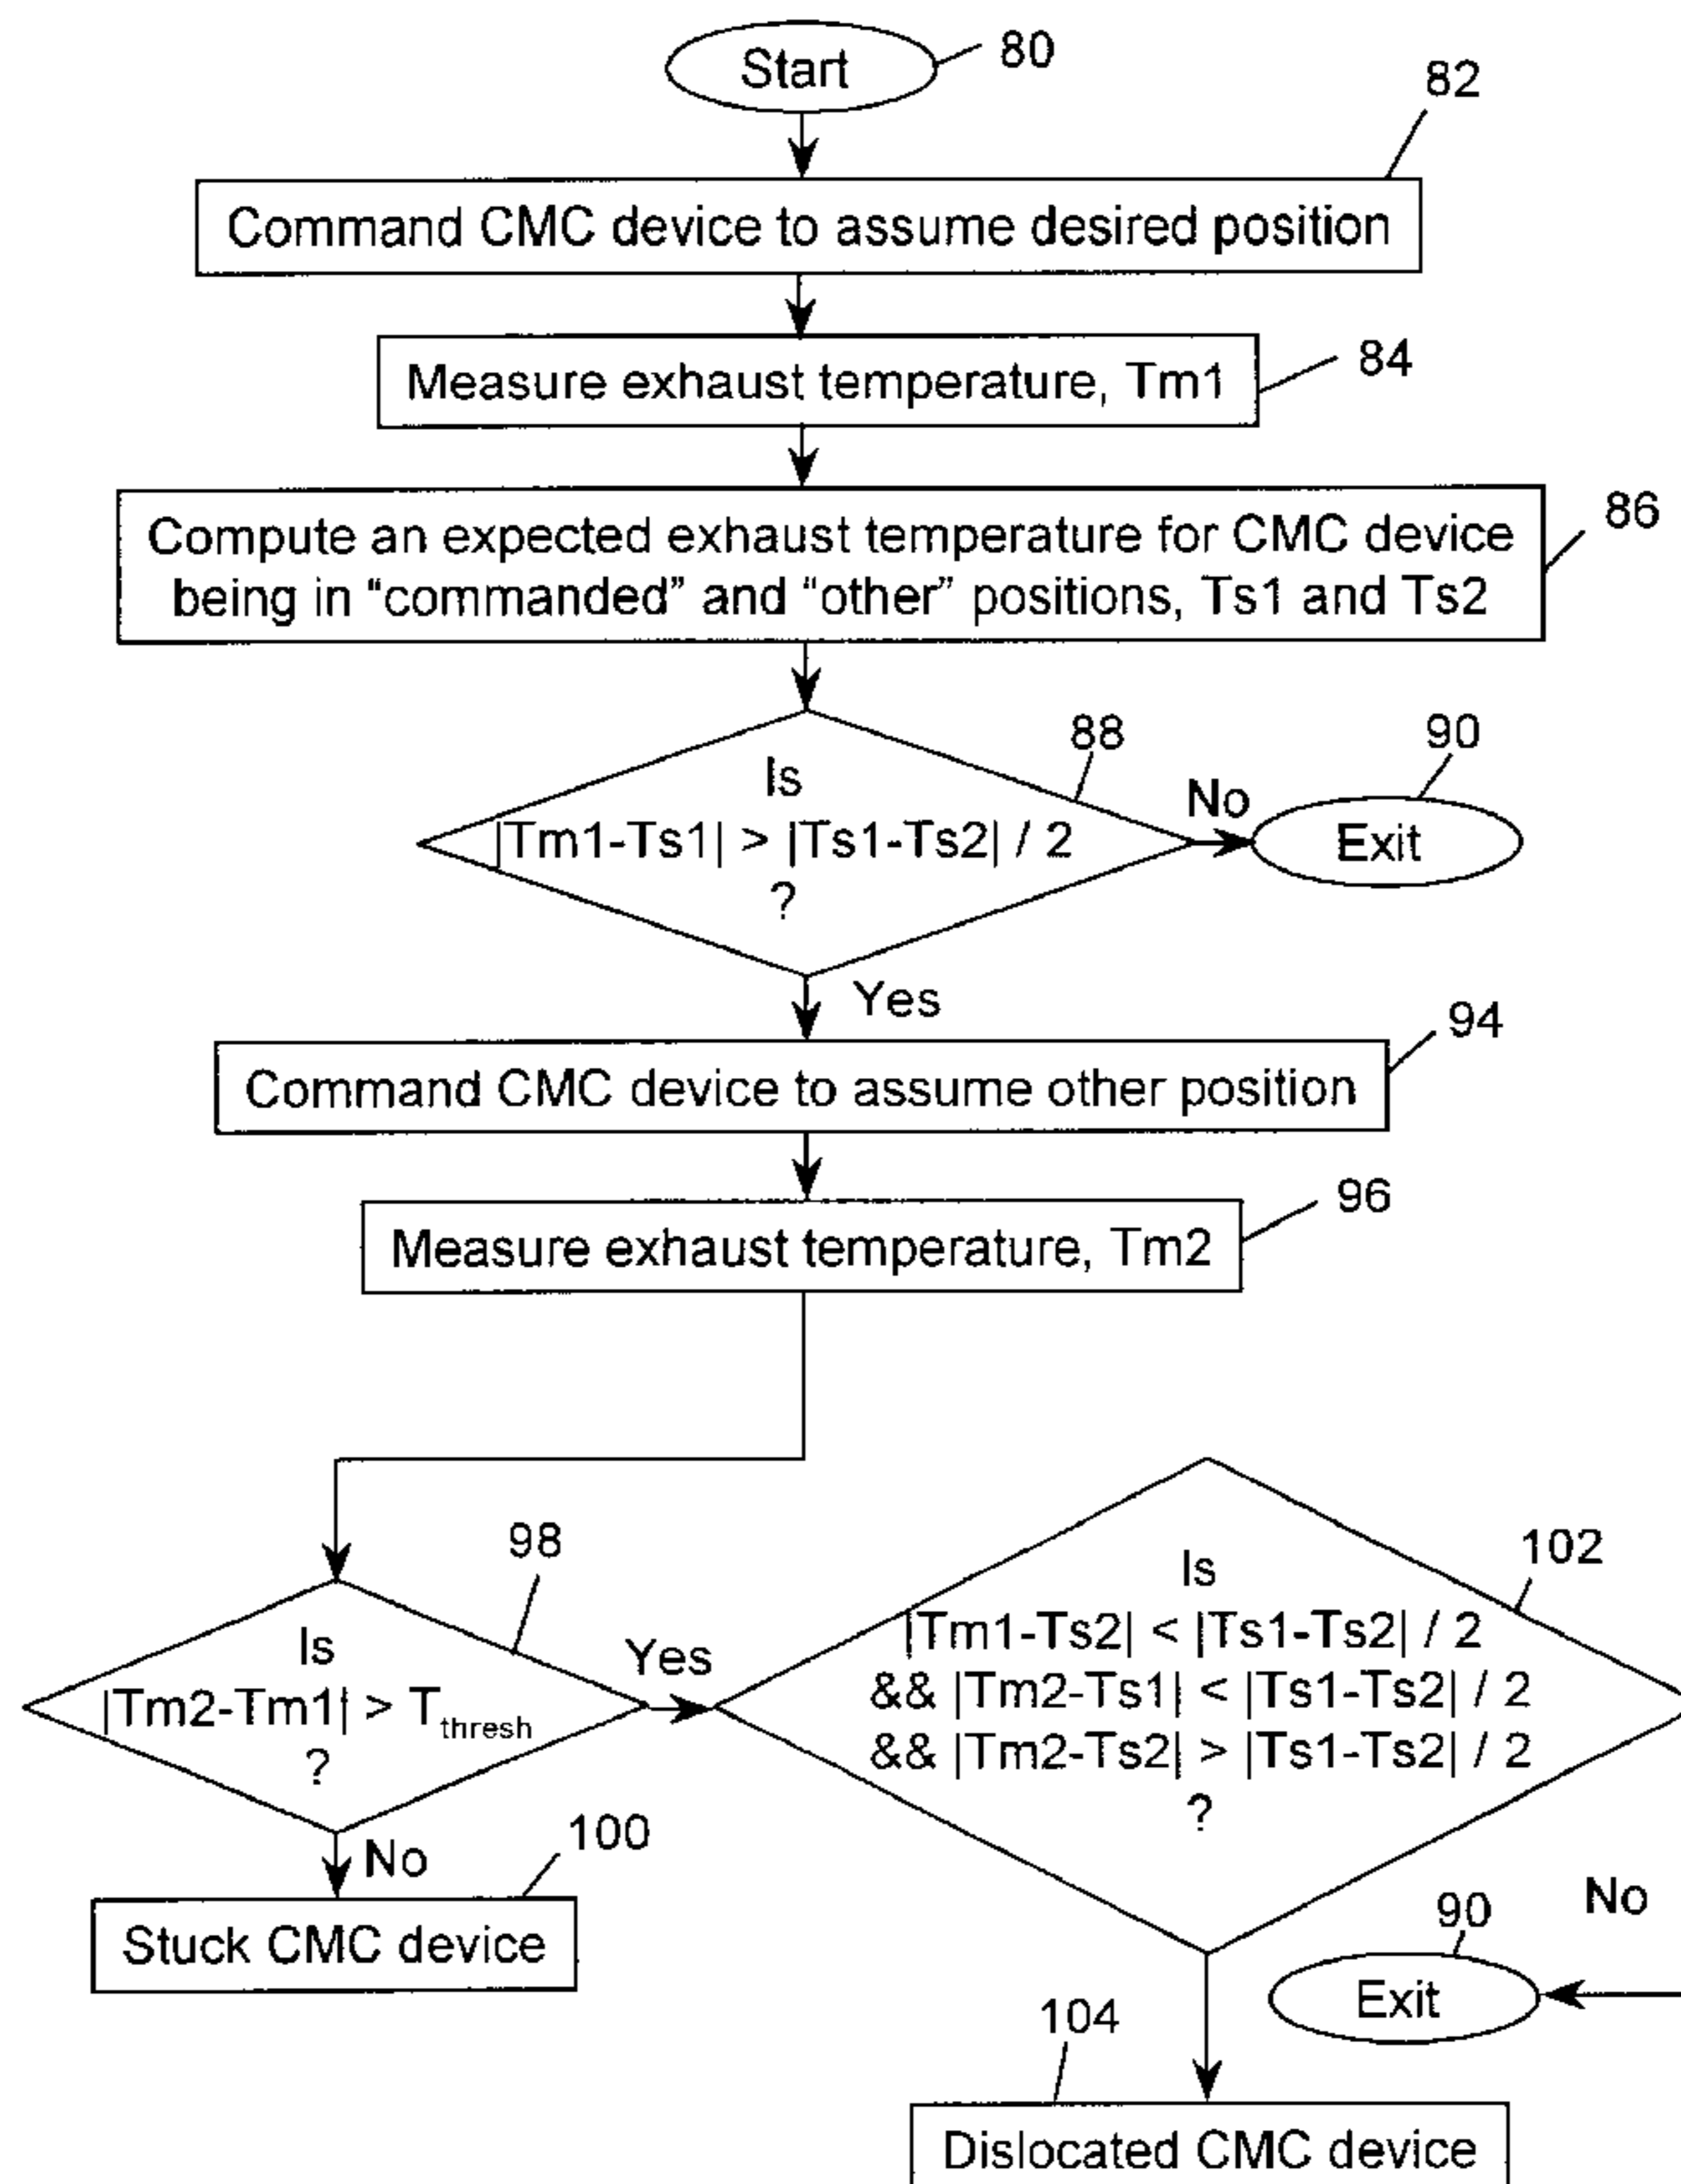 Start
80
82
Command CMC device to assume desired position
84
Measure exhaust temperature, Tm1
86
Compute an expected exhaust temperature for CMC device
being in “commanded” and “other” positions, Ts1 and Ts2
88
90
Is
|Tm1-Ts1| > |Ts1-Ts2| / 2
?
No
Exit
Yes
94
Command CMC device to assume other position
96
Measure exhaust temperature, Tm2
98
Is
|Tm2-Tm1| > Tthresh
?
Yes
102
Is
|Tm1-Ts2| < |Ts1-Ts2| / 2
&& |Tm2-Ts1| < |Ts1-Ts2| / 2
&& |Tm2-Ts2| > |Ts1-Ts2| / 2
?
No
100
Stuck CMC device
No
90
Exit
104
Dislocated CMC device